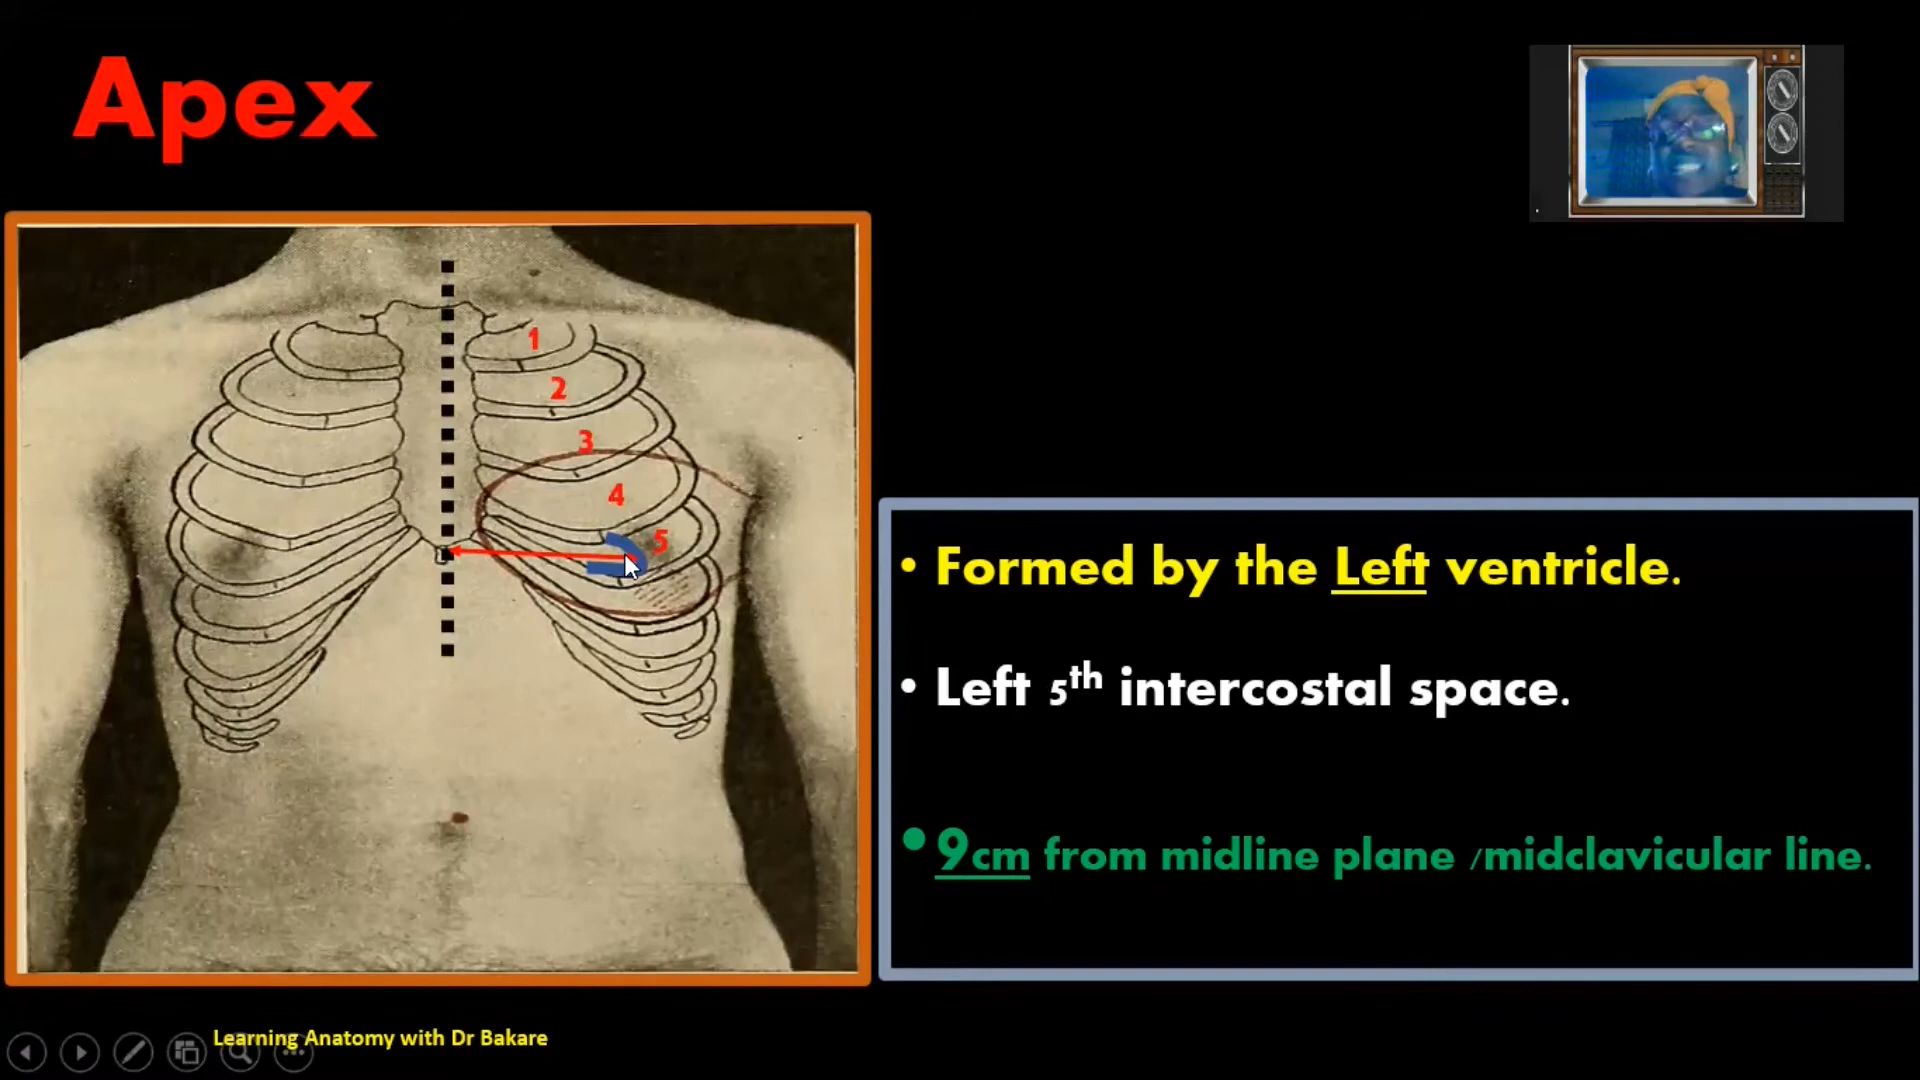 Apex
1
2
3
4
5
• Formed by the Left ventricle.
• Left 5th intercostal space.
• 9cm from midline plane /midclavicular line.
Learning Anatomy with Dr Bakare